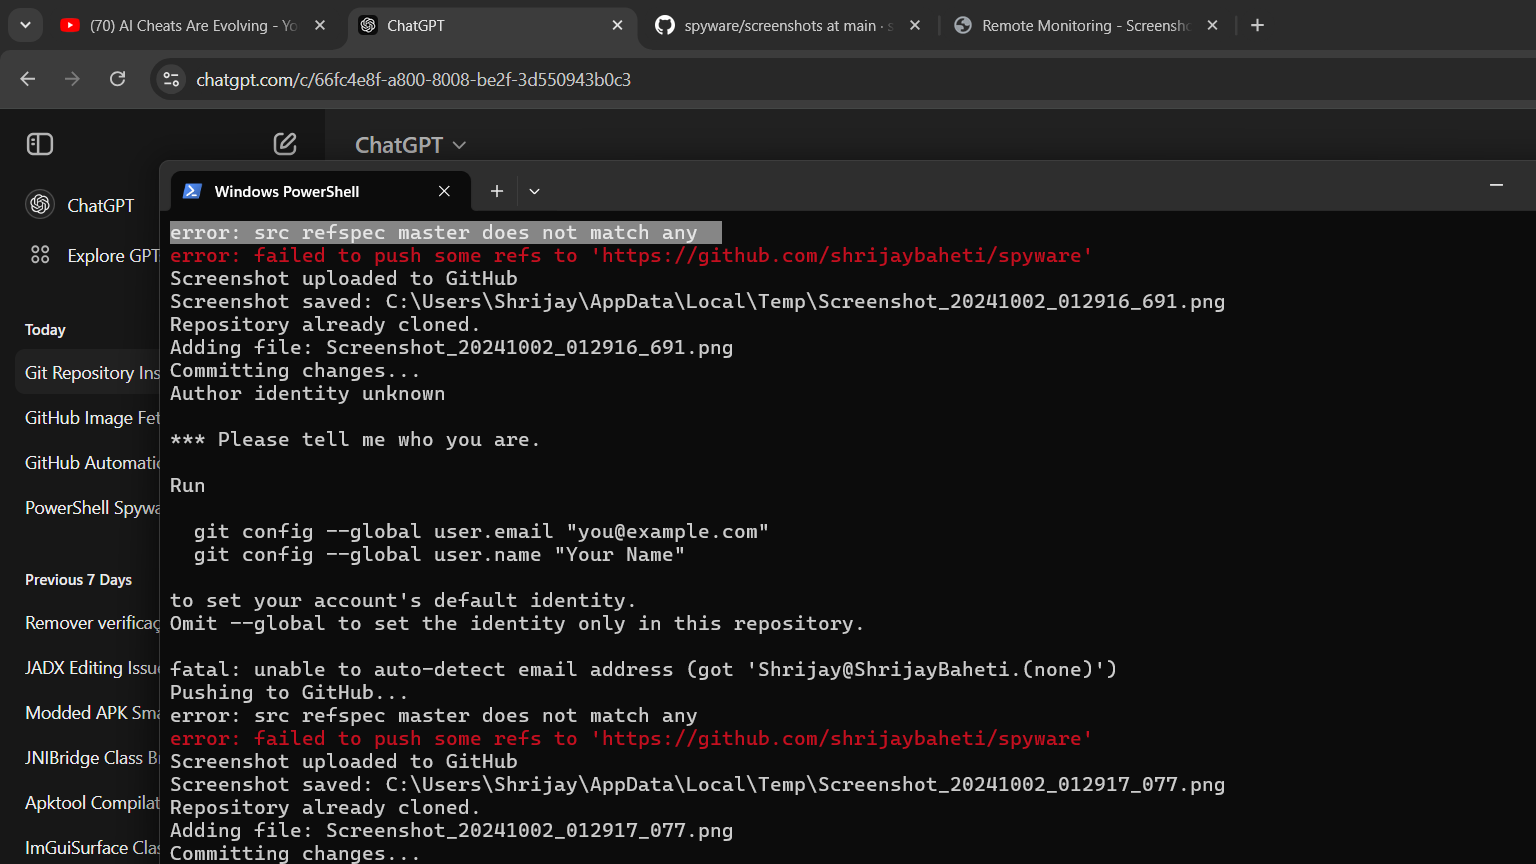 (70) AI Cheats Are Evolving - Yo
ChatGPT
spyware/screenshots at main · s
Remote Monitoring - Screensho
chatgpt.com/c/66fc4e8f-a800-8008-be2f-3d550943b0c3
ChatGPT
ChatGPT
Explore GPT
Today
Git Repository Ins
GitHub Image Fet
GitHub Automatio
PowerShell Spywa
Previous 7 Days
Remover verificaç
JADX Editing Issue
Modded APK Sma
JNIBridge Class B
Apktool Compilat
ImGuiSurface Clas
Windows PowerShell
error: src refspec master does not match any
error: failed to push some refs to 'https://github.com/shrijaybaheti/spyware'
Screenshot uploaded to GitHub
Screenshot saved: C:\Users\Shrijay\AppData\Local\Temp\Screenshot_20241002_012916_691.png
Repository already cloned.
Adding file: Screenshot_20241002_012916_691.png
Committing changes...
Author identity unknown
*** Please tell me who you are.
Run
git config --global user.email "you@example.com"
git config --global user.name "Your Name"
to set your account's default identity.
Omit --global to set the identity only in this repository.
fatal: unable to auto-detect email address (got 'Shrijay@ShrijayBaheti.(none)')
Pushing to GitHub...
error: src refspec master does not match any
error: failed to push some refs to 'https://github.com/shrijaybaheti/spyware'
Screenshot uploaded to GitHub
Screenshot saved: C:\Users\Shrijay\AppData\Local\Temp\Screenshot_20241002_012917_077.png
Repository already cloned.
Adding file: Screenshot_20241002_012917_077.png
Committing changes...